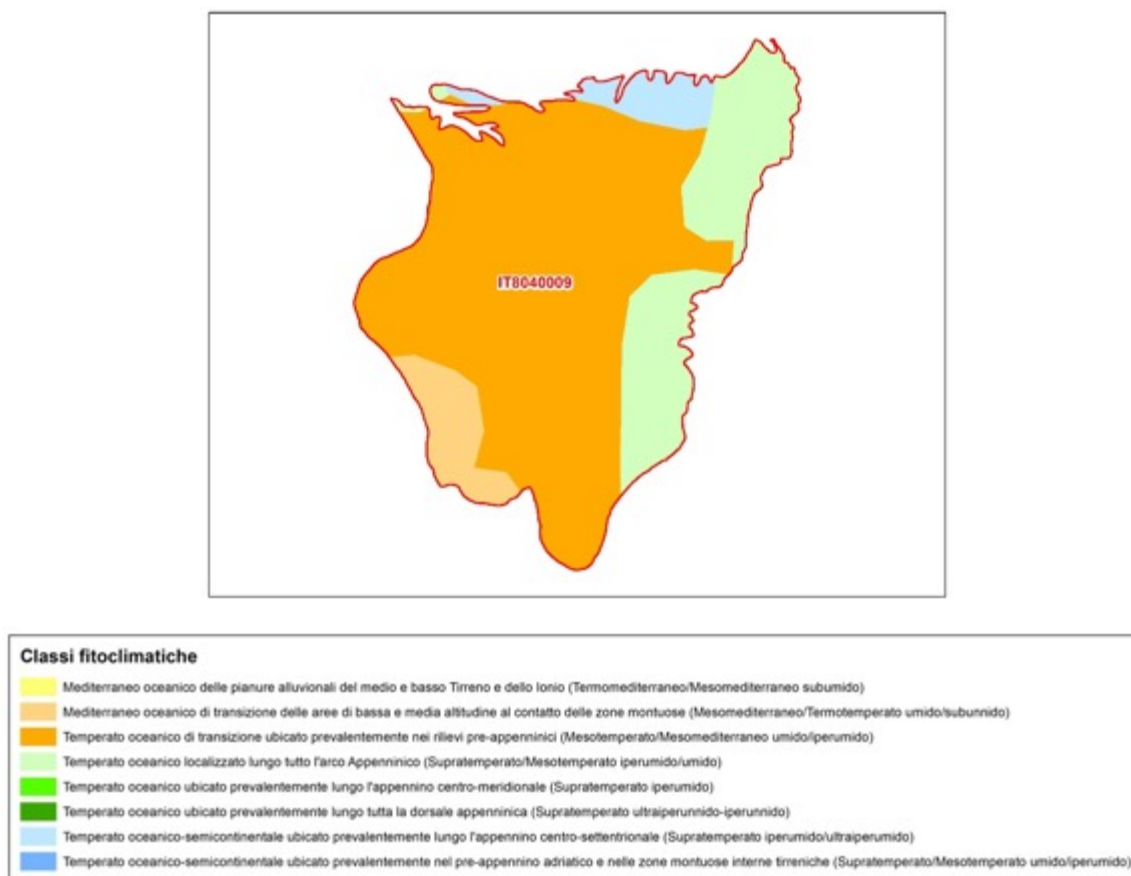 IT8040009
Classi fitoclimatiche
Mediterraneo oceanico delle pianure alluvionali del medio e basso Tirreno e dello Ionio (Termomediterraneo/Mesomediterraneo subumido)
Mediterraneo oceanico di transizione delle aree di bassa e media altitudine al contatto delle zone montuose (Mesomediterraneo/Termotemperato umido/subunnido)
Temperato oceanico di transizione ubicato prevalentemente nei rilievi pre-appenninici (Mesotemperato/Mesomediterraneo umido/iperumido)
Temperato oceanico localizzato lungo tutto l'arco Appenninico (Supratemperato/Mesotemperato iperumido/umido)
Temperato oceanico ubicato prevalentemente lungo l'appennino centro-meridionale (Supratemperato iperumido)
Temperato oceanico ubicato prevalentemente lungo tutta la dorsale appenninica (Supratemperato ultraiperunnido-iperunnido)
Temperato oceanico-semicontinentale ubicato prevalentemente lungo l'appennino centro-settentrionale (Supratemperato iperumido/ultraiperumido)
Temperato oceanico-semicontinentale ubicato prevalentemente nel pre-appennino adriatico e nelle zone montuose interne tirreniche (Supratemperato/Mesotemperato umido/iperumido)